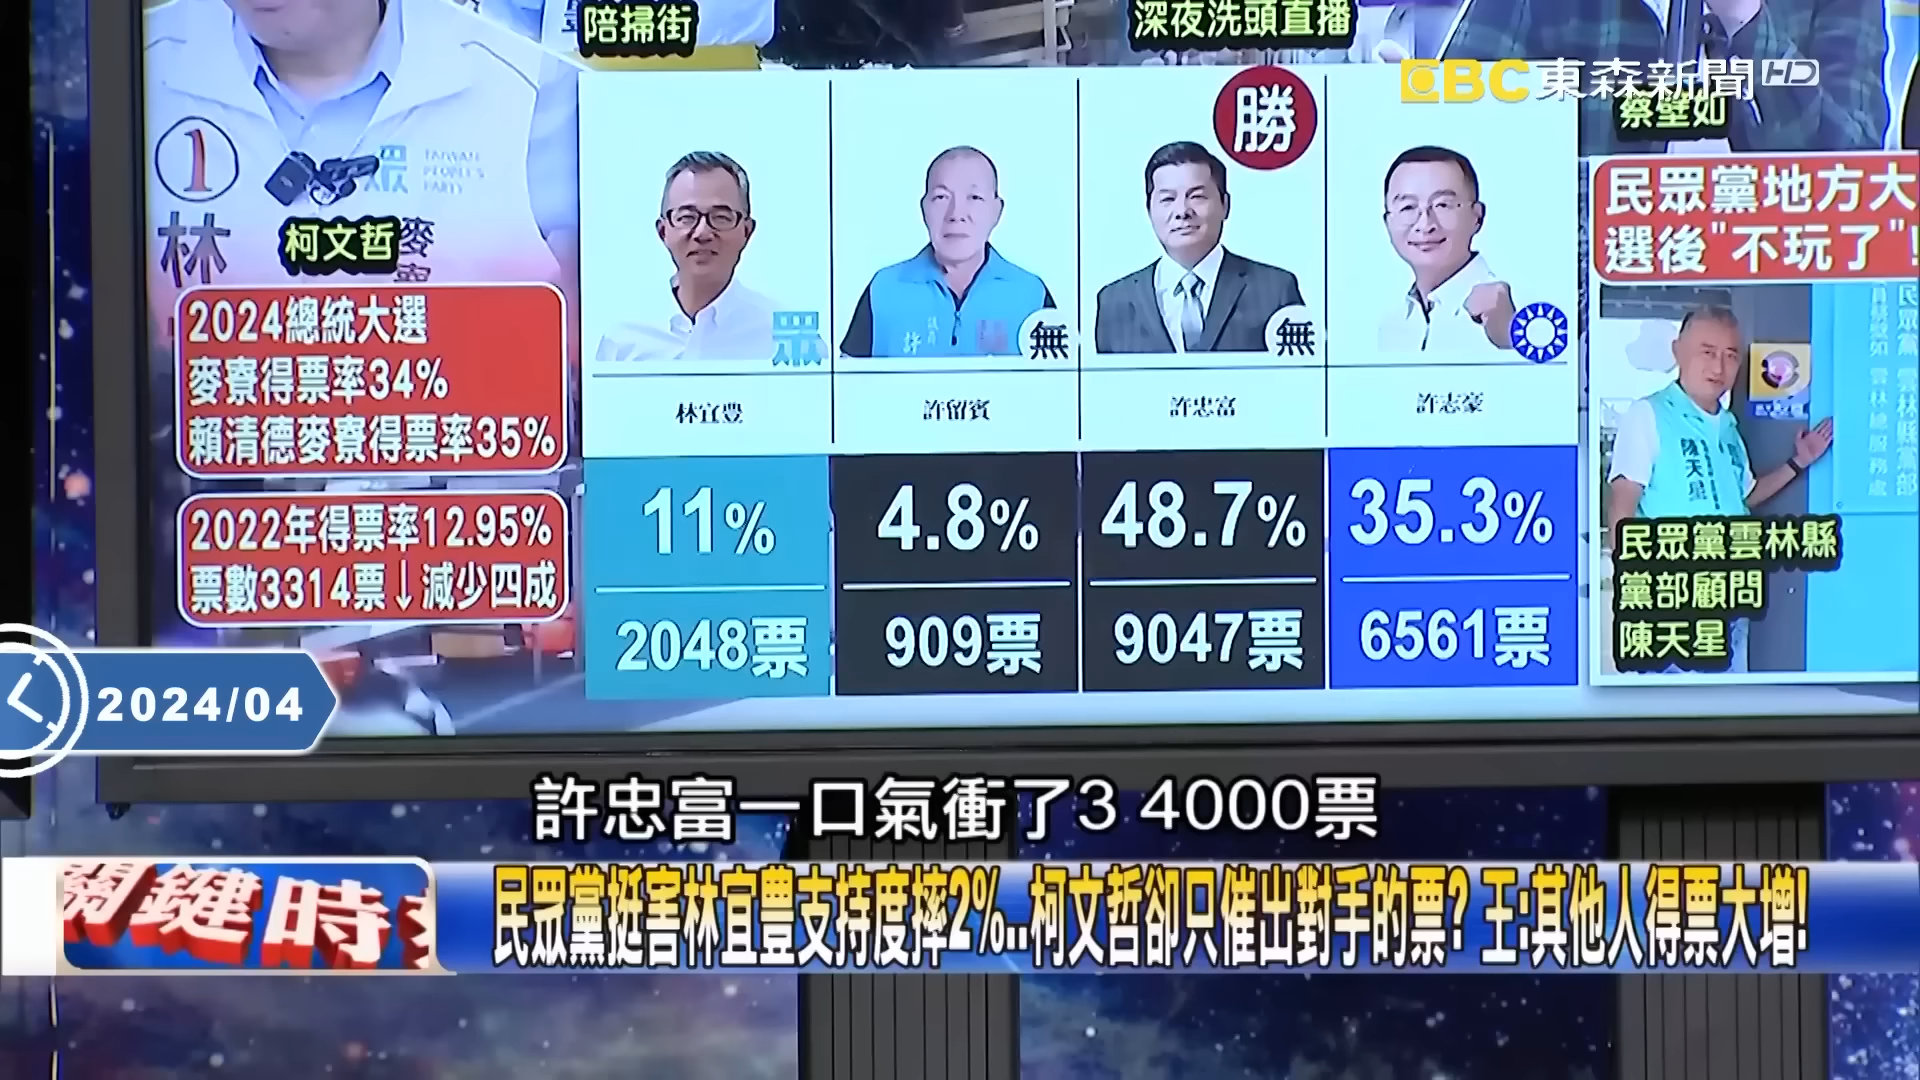 陪掃街
深夜洗頭直播
EBC東森新聞HD
蔡壁如
1
林
麥
眾
TAIWAN
PEOPLE'S
PARTY
柯文哲
2024總統大選
麥寮得票率34%
賴清德麥寮得票率35%
2022年得票率12.95%
票數3314票↓減少四成
勝
眾
無
無
林宜豐
許留賓
許忠富
許志豪
11%
4.8%
48.7%
35.3%
2048票
909票
9047票
6561票
民眾黨地方大
選後"不玩了"!
陳天星
民眾黨雲林縣
黨部顧問
陳天星
2024/04
許忠富一口氣衝了3 4000票
關鍵時
民眾黨挺害林宜豐支持度摔2%..柯文哲卻只催出對手的票? 王:其他人得票大增!